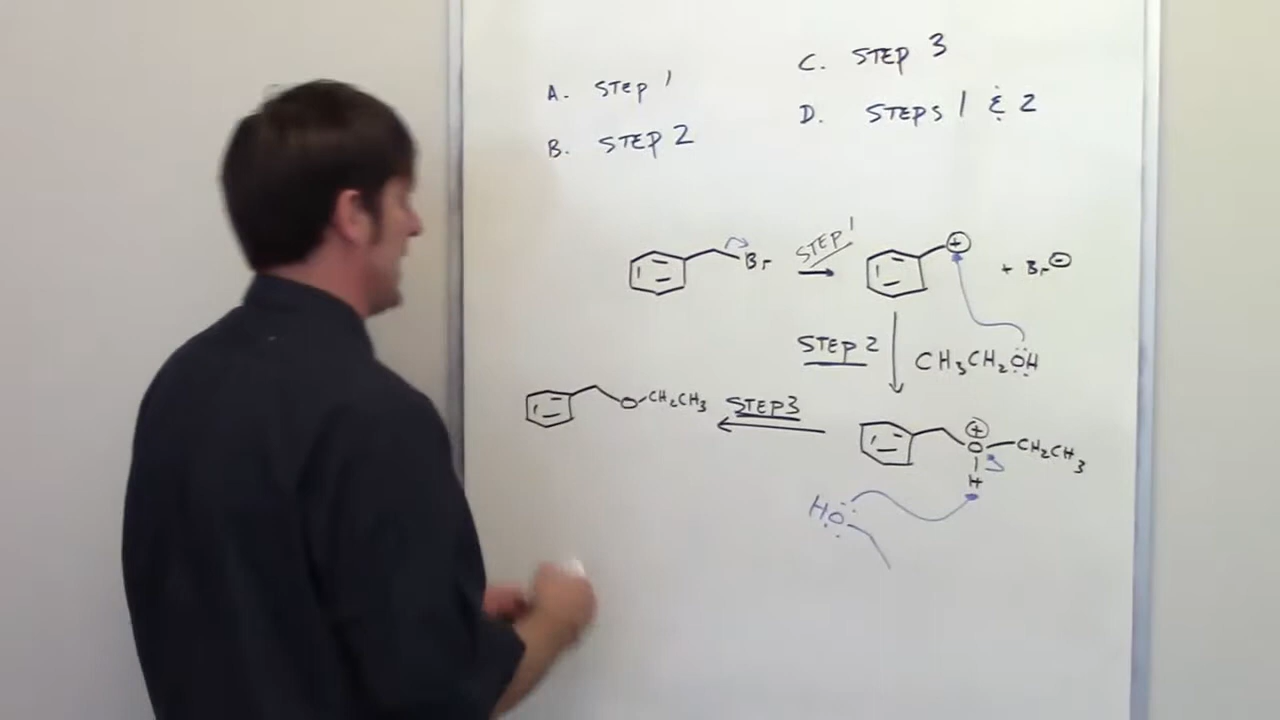 A. STEP 1
B. STEP 2
C. STEP 3
D. STEPS 1 & 2
Br
STEP 1
⊕
+ Br⊖
STEP 2
CH3CH2ÖH
⊕
O
CH2CH3
H
STEP 3
O
CH2CH3
HO